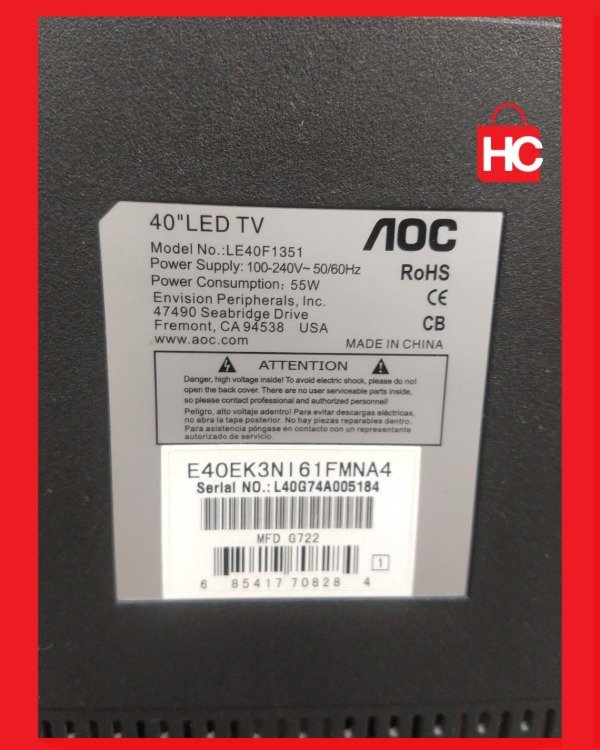 HC
40"LED TV
AOC
Model No.:LE40F1351
Power Supply: 100-240V~ 50/60Hz
RoHS
Power Consumption: 55W
Envision Peripherals, Inc.
CE
47490 Seabridge Drive
Fremont, CA 94538 USA
CB
www.aoc.com
MADE IN CHINA
ATTENTION
Danger, high voltage inside! To avoid electric shock, please do not
open the back cover. There are no user serviceable parts inside,
so please contact professional and authorized personnel!
Peligro, alto voltaje adentro! Para evitar descargas eléctricas,
no abra la tapa posterior. No hay piezas reparables dentro.
Para asistencia póngase en contacto con un representante
autorizado de servicio.
E40EK3NI61FMNA4
Serial NO.: L40G74A005184
MFD G722
1
6 85417 70828 4